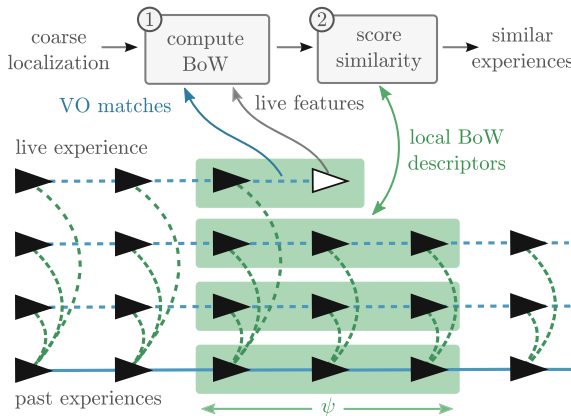 1
2
coarse
localization
compute
BoW
score
similarity
similar
experiences
VO matches
live features
local BoW
descriptors
live experience
past experiences
ψ